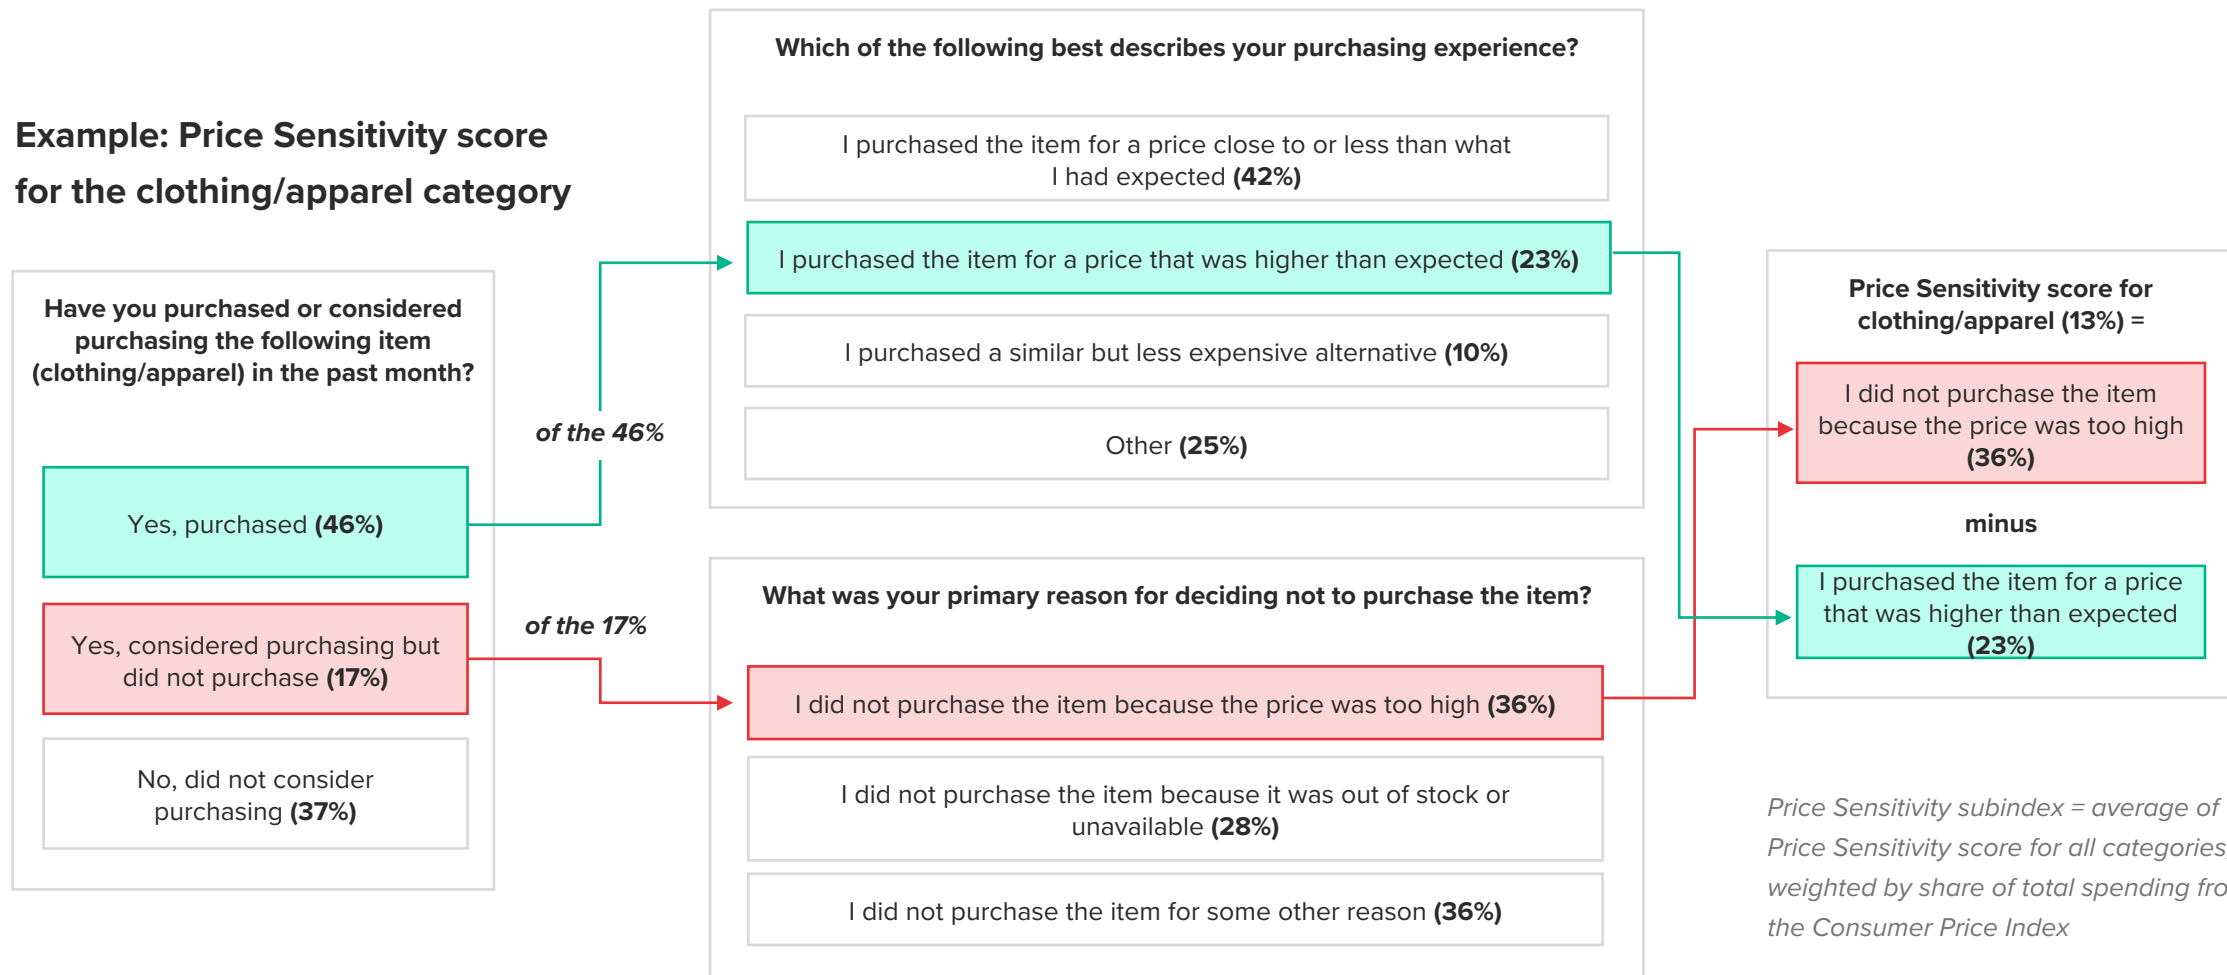 Example: Price Sensitivity score
for the clothing/apparel category
Have you purchased or considered
purchasing the following item
(clothing/apparel) in the past month?
Yes, purchased (46%)
Yes, considered purchasing but
did not purchase (17%)
No, did not consider
purchasing (37%)
of the 46%
of the 17%
Which of the following best describes your purchasing experience?
I purchased the item for a price close to or less than what
I had expected (42%)
I purchased the item for a price that was higher than expected (23%)
I purchased a similar but less expensive alternative (10%)
Other (25%)
What was your primary reason for deciding not to purchase the item?
I did not purchase the item because the price was too high (36%)
I did not purchase the item because it was out of stock or
unavailable (28%)
I did not purchase the item for some other reason (36%)
Price Sensitivity score for
clothing/apparel (13%) =
I did not purchase the item
because the price was too high
(36%)
minus
I purchased the item for a price
that was higher than expected
(23%)
Price Sensitivity subindex = average of
Price Sensitivity score for all categories,
weighted by share of total spending
the Consumer Price Index